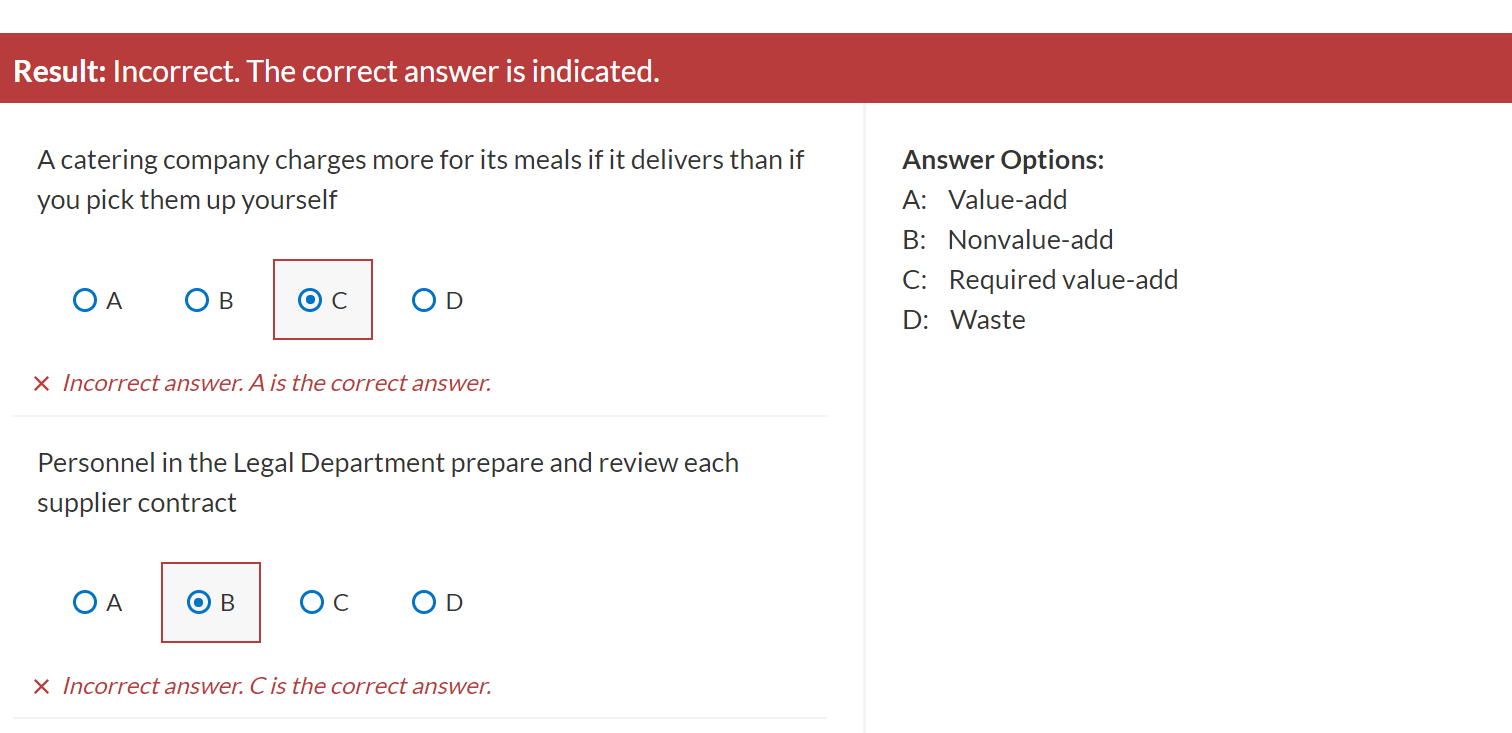 Result: Incorrect. The correct answer is indicated.
A catering company charges more for its meals if it delivers than if
you pick them up yourself
A B C D
× Incorrect answer. A is the correct answer.
Personnel in the Legal Department prepare and review each
supplier contract
A B C D
× Incorrect answer. C is the correct answer.
Answer Options:
A: Value-add
B: Nonvalue-add
C: Required value-add
D: Waste